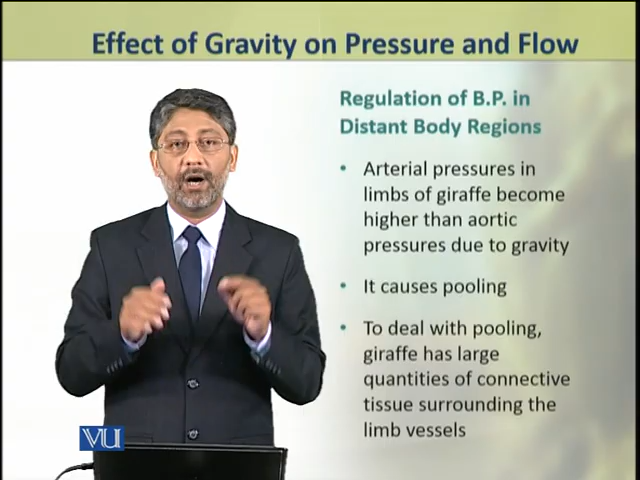 Effect of Gravity on Pressure and Flow
Regulation of B.P. in
Distant Body Regions
• Arterial pressures in
limbs of giraffe become
higher than aortic
pressures due to gravity
• It causes pooling
• To deal with pooling,
giraffe has large
quantities of connective
tissue surrounding the
limb vessels
VU